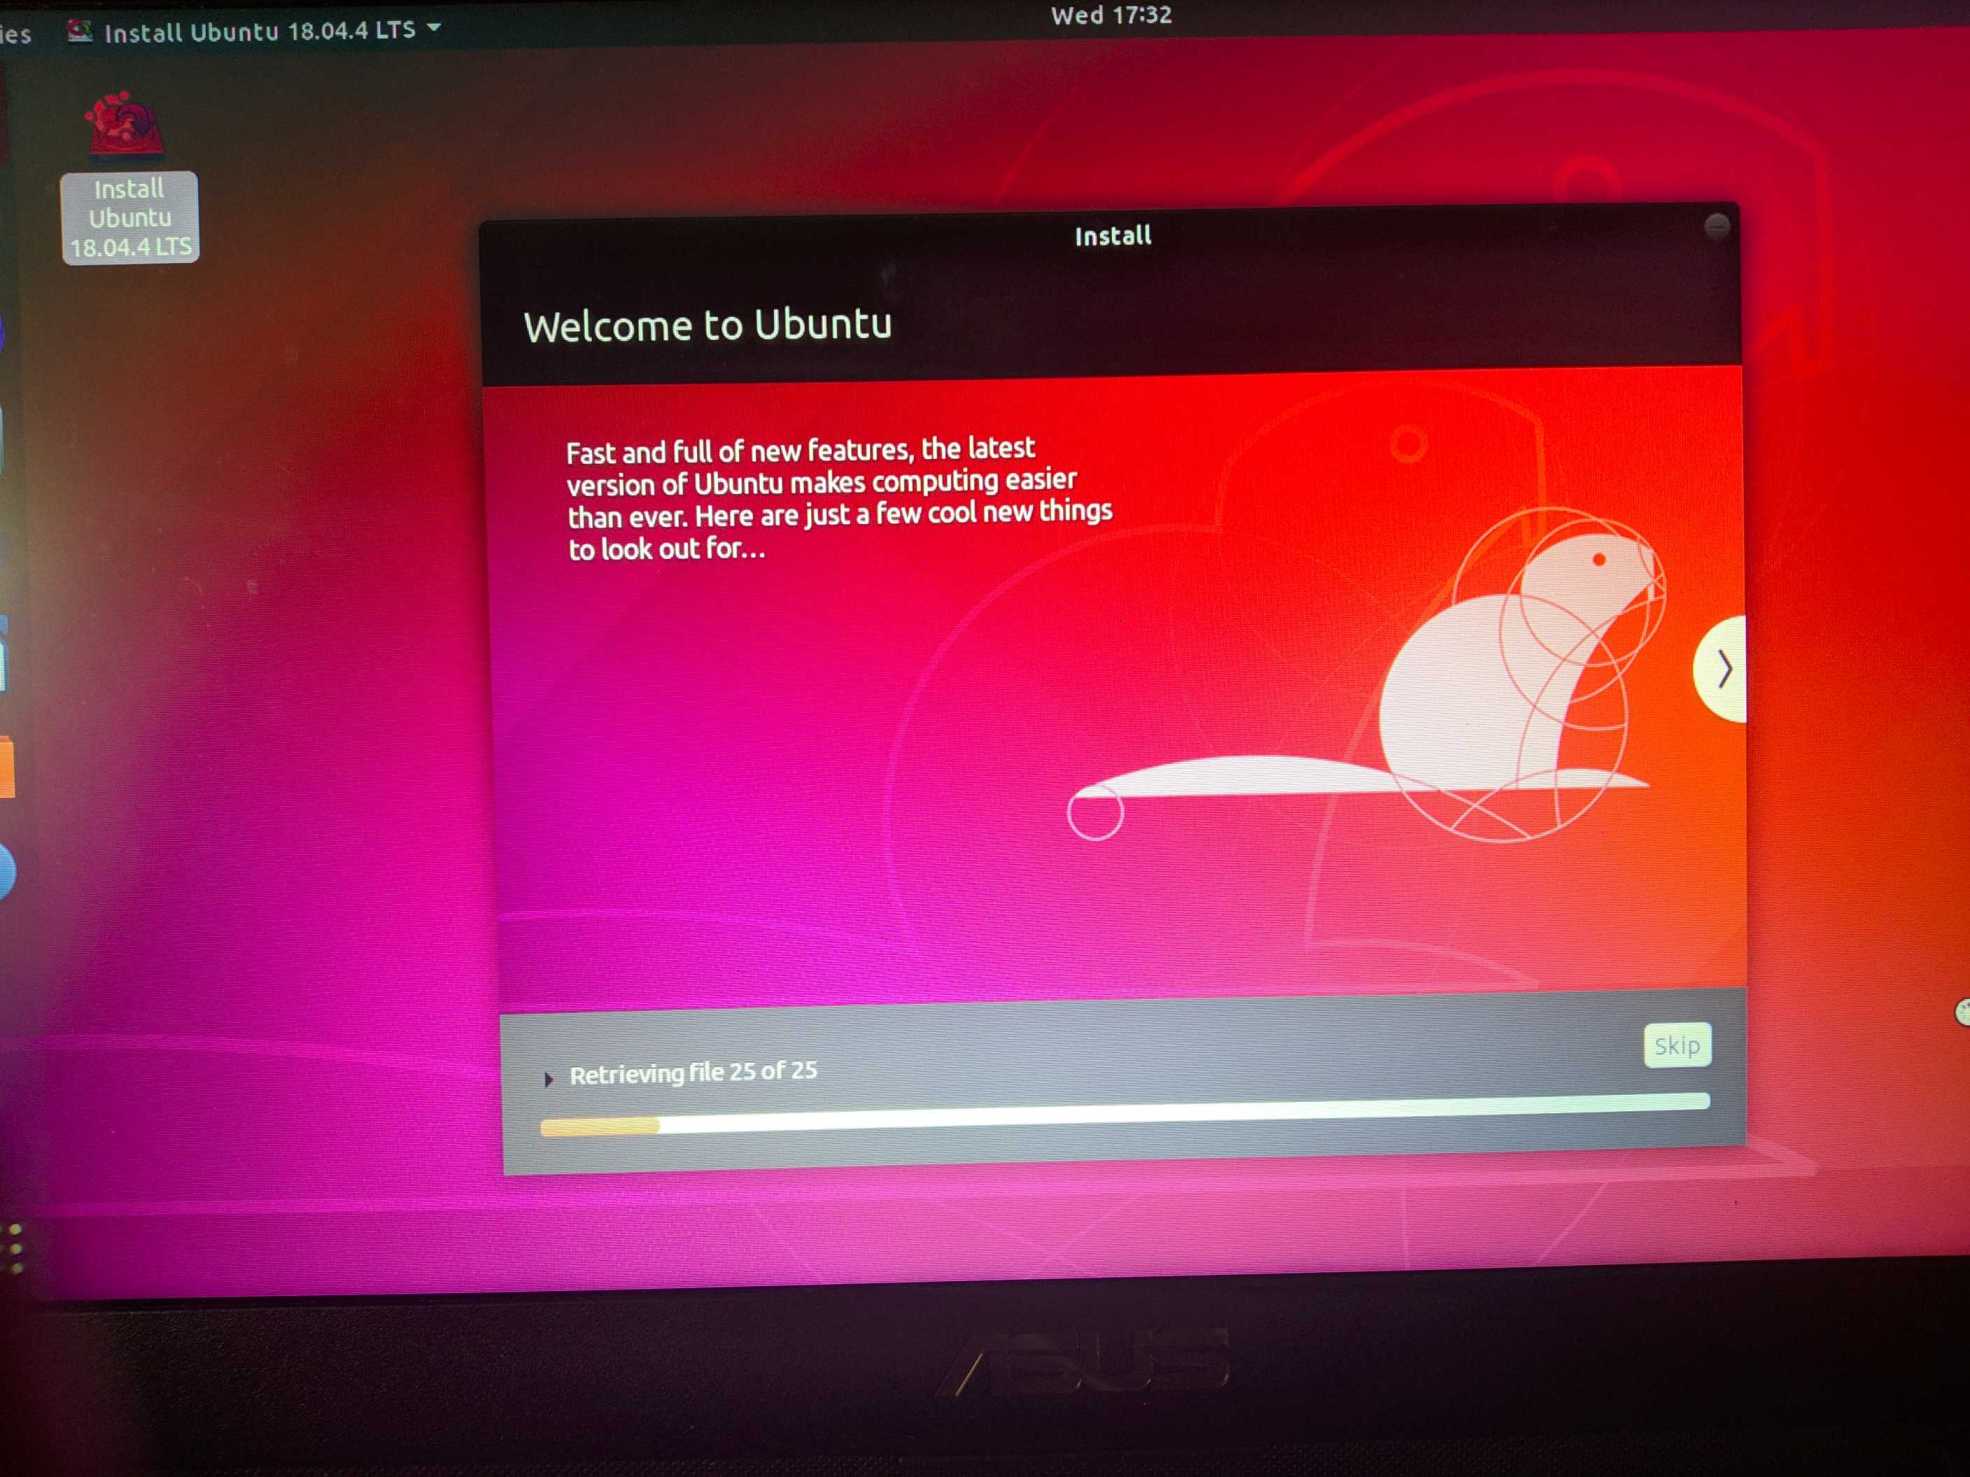 ies
Install Ubuntu 18.04.4 LTS
Wed 17:32
Install
Ubuntu
18.04.4 LTS
Install
Welcome to Ubuntu
Fast and full of new features, the latest
version of Ubuntu makes computing easier
than ever. Here are just a few cool new things
to look out for...
Skip
Retrieving file 25 of 25
ASUS